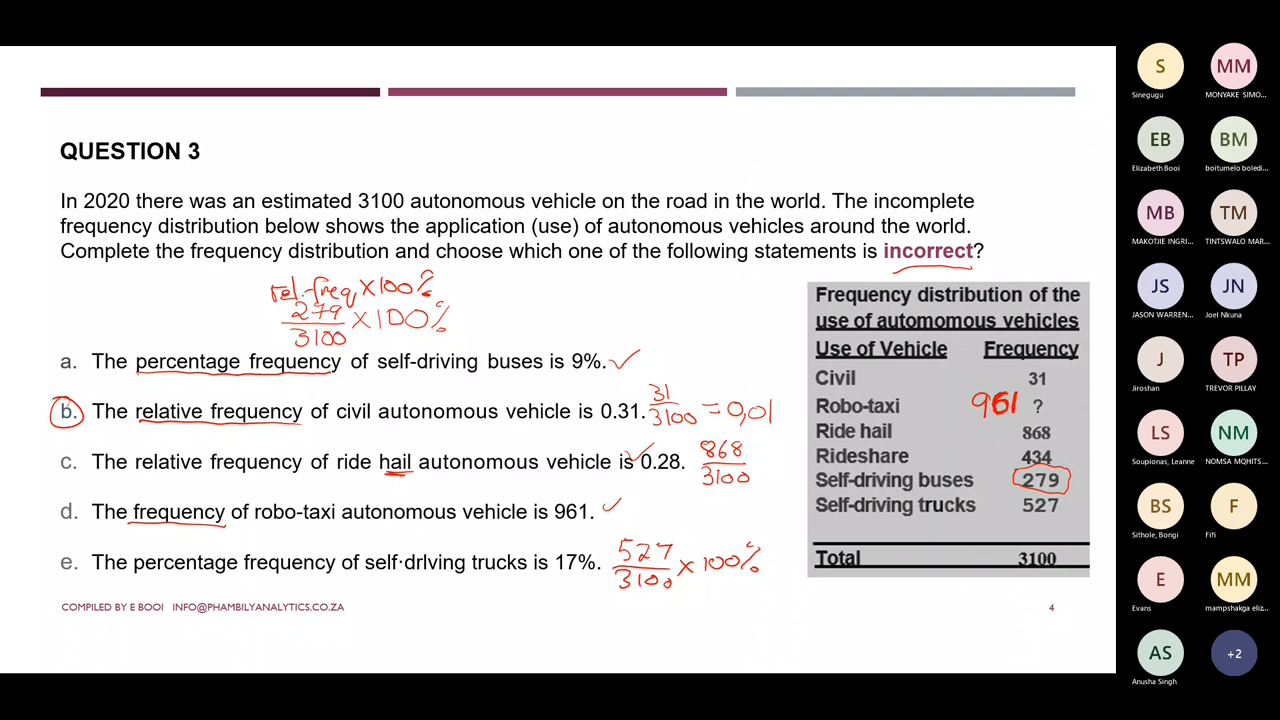 QUESTION 3
In 2020 there was an estimated 3100 autonomous vehicle on the road in the world. The incomplete
frequency distribution below shows the application (use) of autonomous vehicles around the world.
Complete the frequency distribution and choose which one of the following statements is incorrect?
rel.freq X100%
279
3100
X100%
a. The percentage frequency of self-driving buses is 9%. ✓
b. The relative frequency of civil autonomous vehicle is 0.31. 31/3100 = 0,01
c. The relative frequency of ride hail autonomous vehicle is 0.28. 868/3100
d. The frequency of robo-taxi autonomous vehicle is 961. ✓
e. The percentage frequency of self-driving trucks is 17%. 527/3100 x 100%
Frequency distribution of the
use of automomous vehicles
Use of Vehicle Frequency
Civil 31
Robo-taxi 961 ?
Ride hail 868
Rideshare 434
Self-driving buses 279
Self-driving trucks 527
Total 3100
COMPILED BY E BOOI INFO@PHAMBILYANALYTICS.CO.ZA
4
S
Sinegugu
MM
MONYAKE SIMO...
EB
Elizabeth Booi
BM
boitumelo boledi...
MB
MAKOTJIE INGRI...
TM
TINTSWALO MAR...
JS
JASON WARREN...
JN
Joel Nkuna
J
Jiroshan
TP
TREVOR PILLAY
LS
Soupionas, Leanne
NM
NOMSA MQHITS...
BS
Sithole, Bongi
F
Fifi
E
Evans
MM
mampshakga eliz...
AS
Anusha Singh
+2